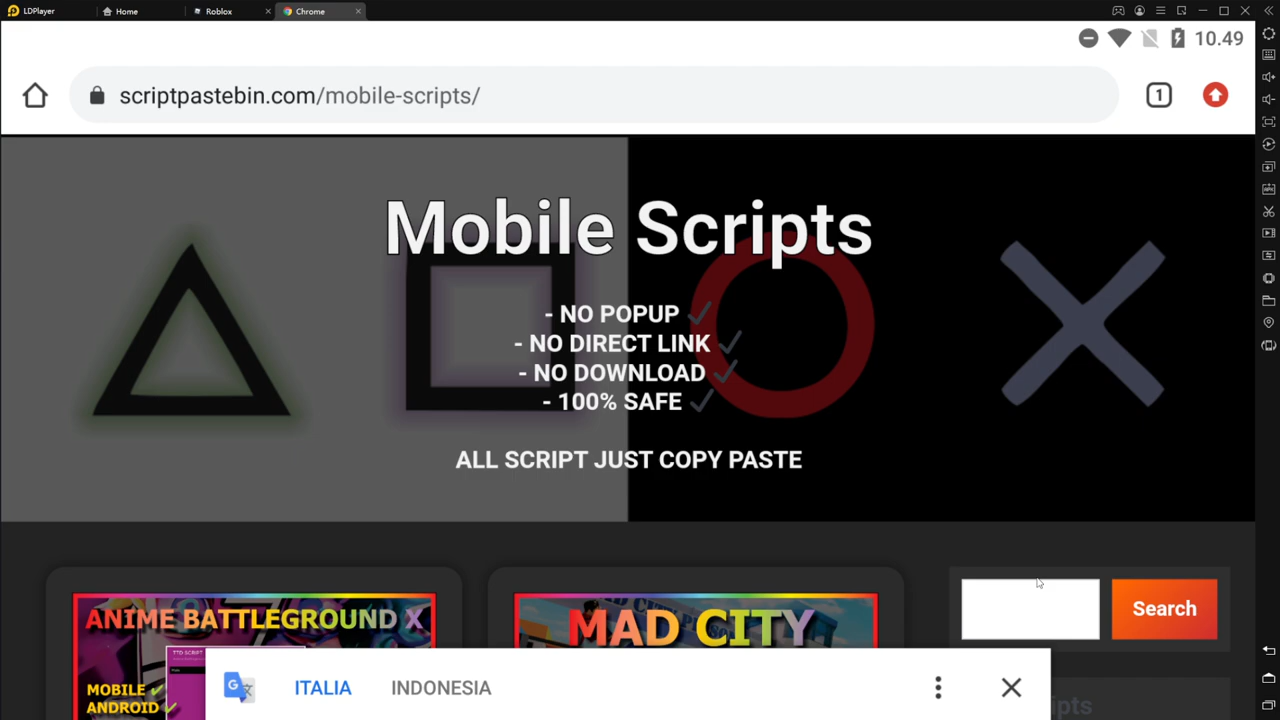 LDPlayer Home Roblox Chrome
10.49
scriptpastebin.com/mobile-scripts/ 1
Mobile Scripts
- NO POPUP ✓
- NO DIRECT LINK ✓
- NO DOWNLOAD ✓
- 100% SAFE ✓
ALL SCRIPT JUST COPY PASTE
ANIME BATTLEGROUND X
MOBILE ✓
ANDROID ✓
MAD CITY
Search
ITALIA INDONESIA